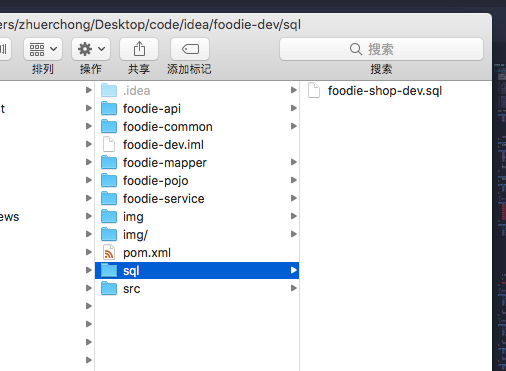 ers/zhuerchong/Desktop/code/idea/foodie-dev/sql
搜索
排列
操作
共享
添加标记
搜索
.idea
foodie-shop-dev.sql
t
foodie-api
foodie-common
foodie-dev.iml
foodie-mapper
foodie-pojo
foodie-service
ews
img
img/
pom.xml
sql
src